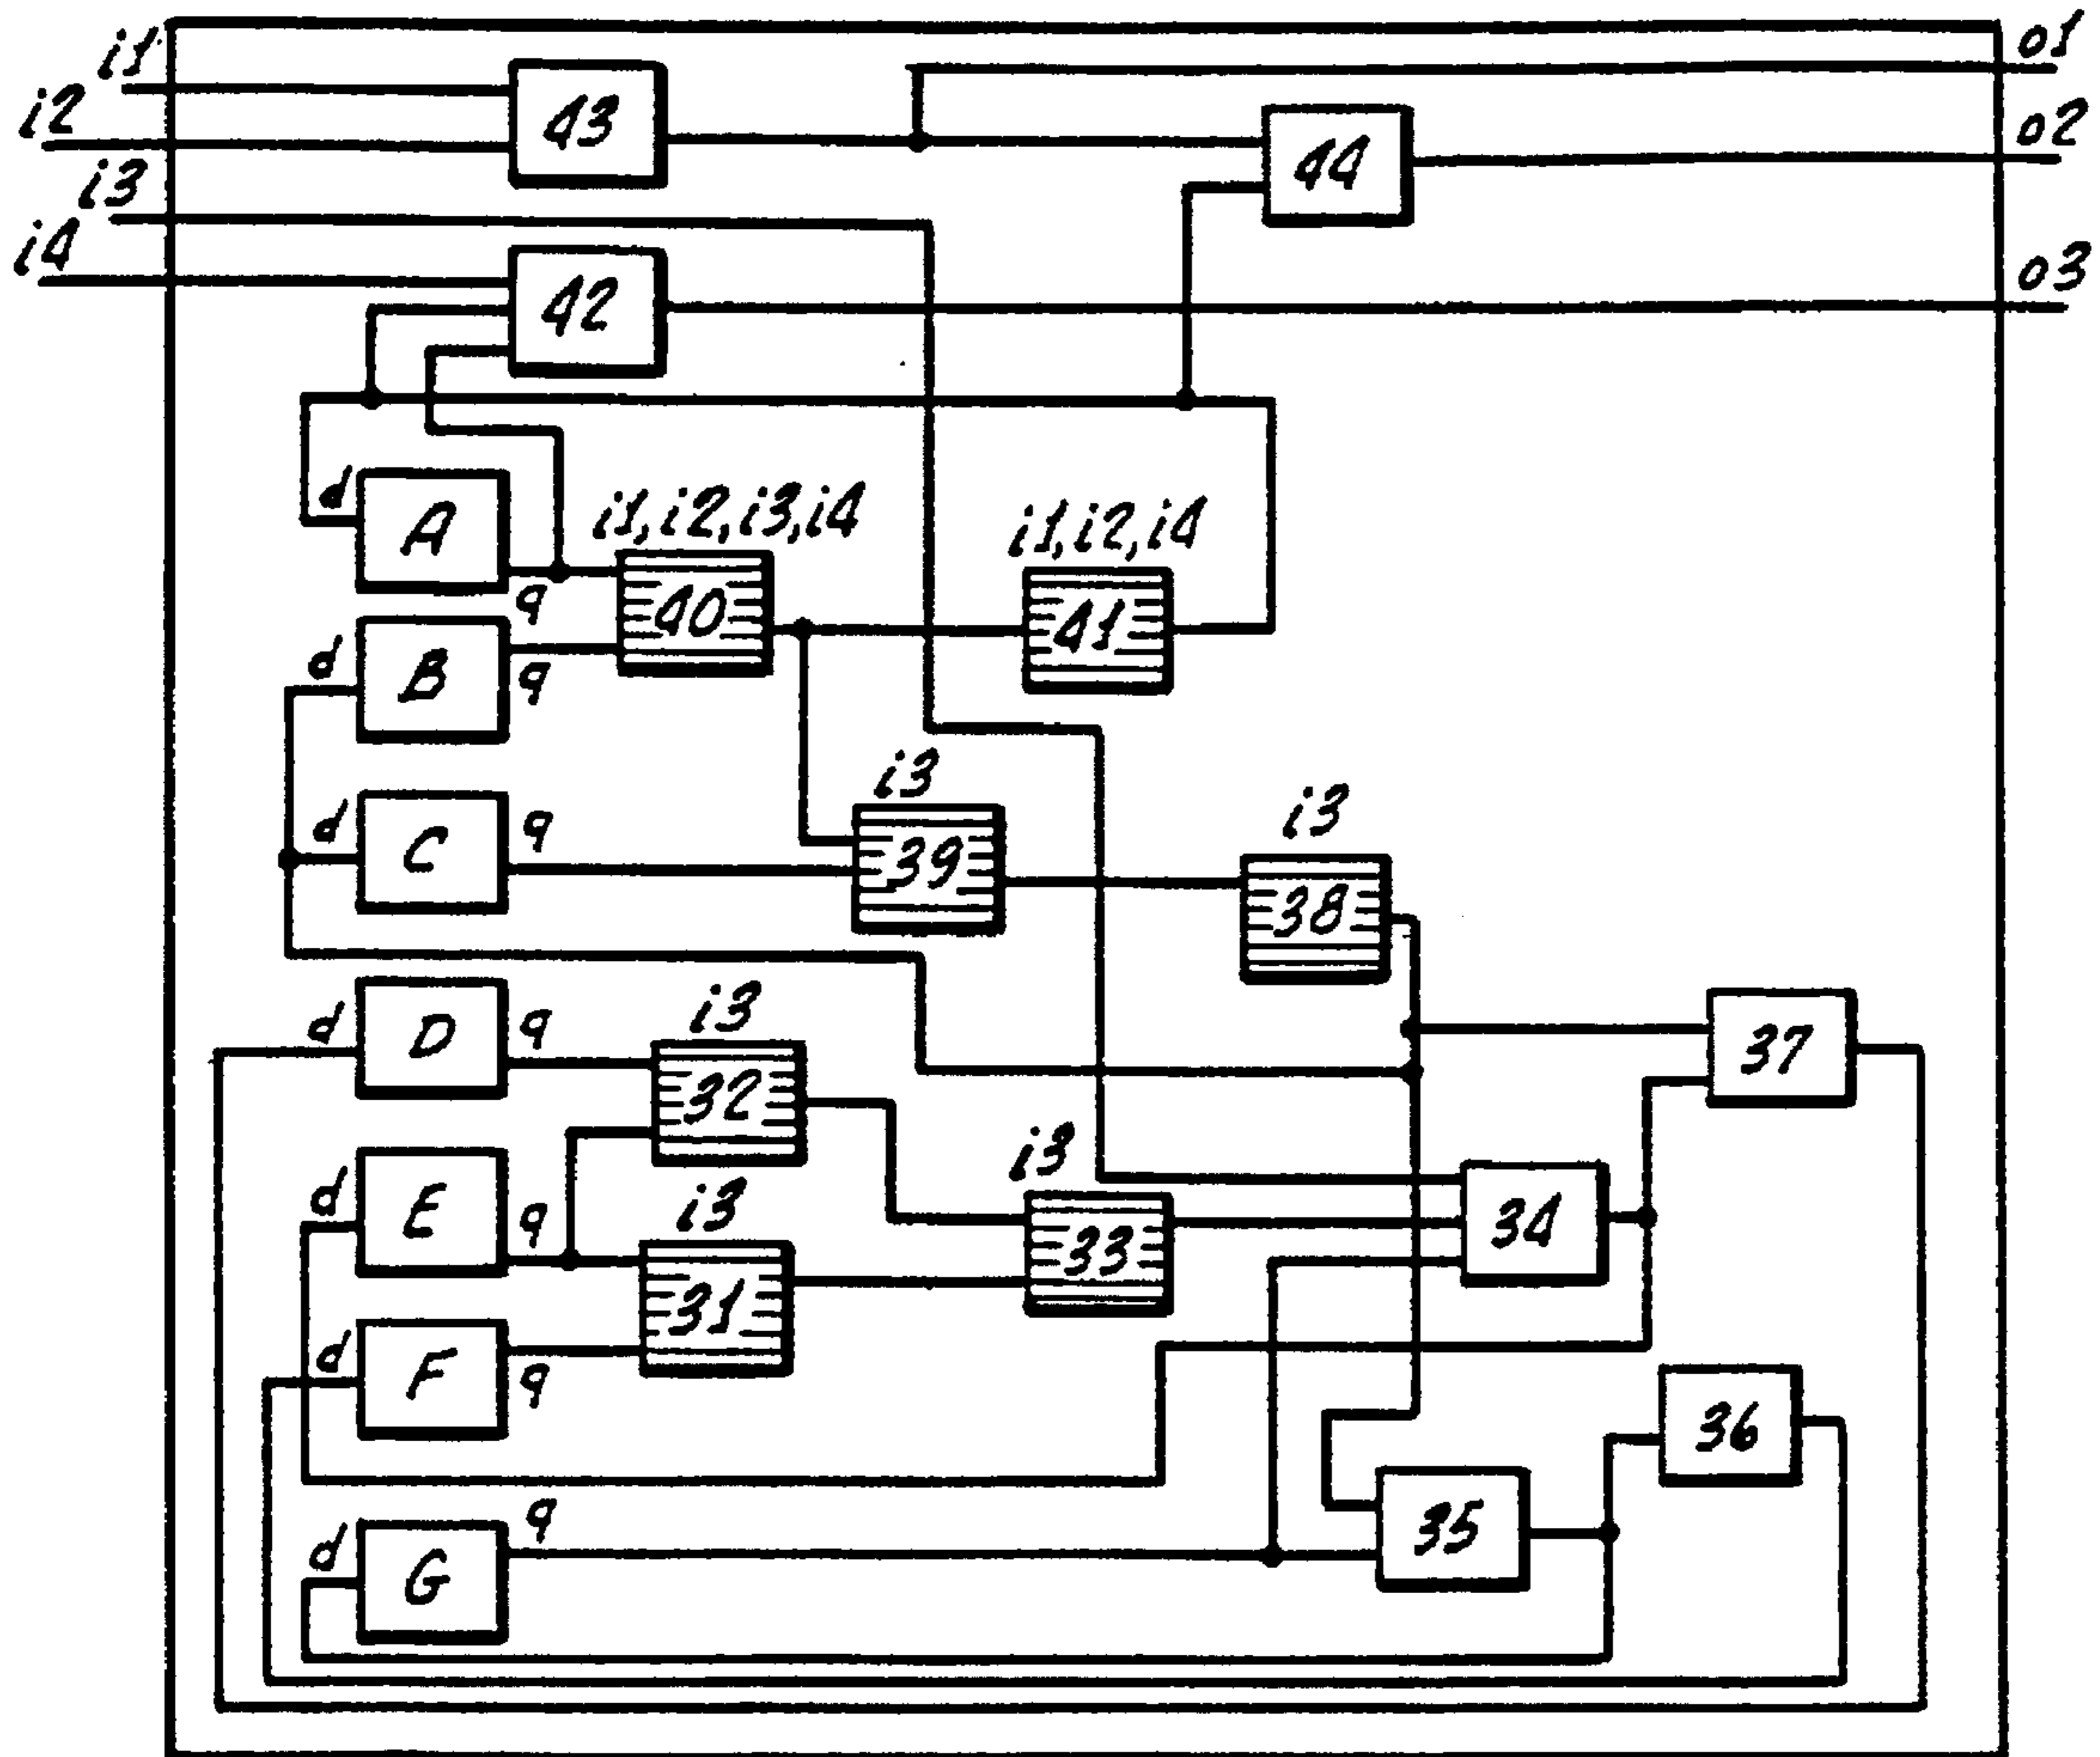 i1
o1
i2
43
o2
i3
44
i4
o3
42
d
A
i1, i2, i3, i4
i1, i2, i4
q
40
41
d
B
q
i3
d
C
q
39
i3
38
d
D
q
i3
32
37
d
E
q
i3
31
i3
33
34
d
F
q
36
d
G
q
35